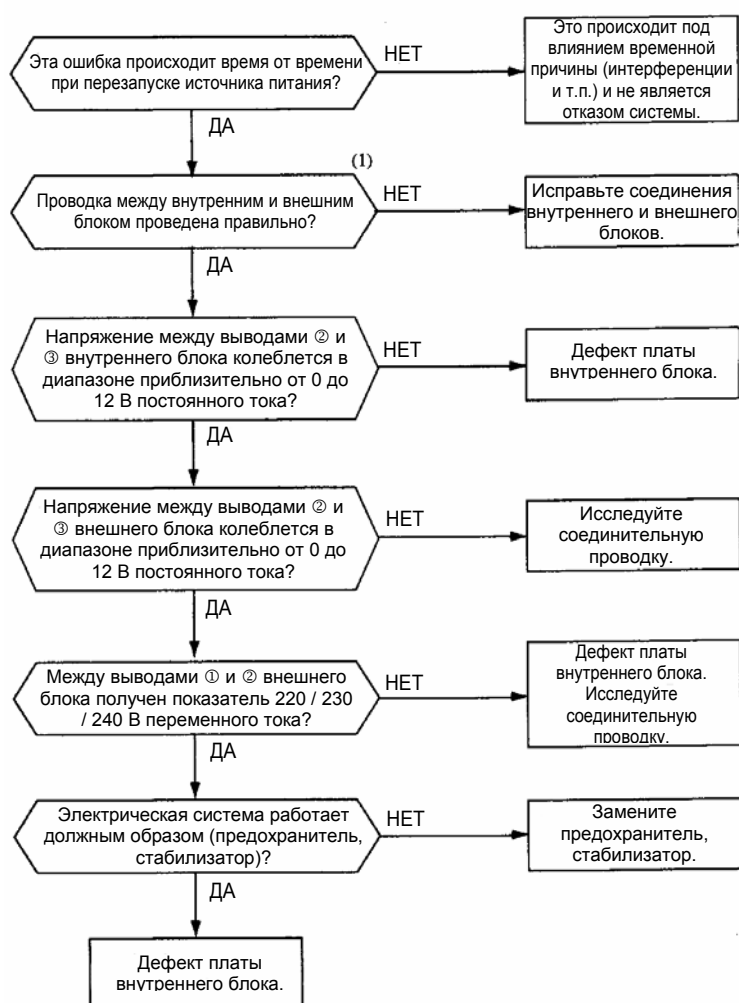 Эта ошибка происходит время от времени
при перезапуске источника питания?
НЕТ
Это происходит под
влиянием временной
причины (интерференции
и т.п.) и не является
отказом системы.
ДА
(1)
Проводка между внутренним и внешним
блоком проведена правильно?
НЕТ
Исправьте соединения
внутреннего и внешнего
блоков.
ДА
Напряжение между выводами ② и
③ внутреннего блока колеблется в
диапазоне приблизительно от 0 до
12 В постоянного тока?
НЕТ
Дефект платы
внутреннего блока.
ДА
Напряжение между выводами ② и
③ внешнего блока колеблется в
диапазоне приблизительно от 0 до
12 В постоянного тока?
НЕТ
Исследуйте
соединительную
проводку.
ДА
Между выводами ① и ② внешнего
блока получен показатель 220 / 230
/ 240 В переменного тока?
НЕТ
Дефект платы
внутреннего блока.
Исследуйте
соединительную
проводку.
ДА
Электрическая система работает
должным образом (предохранитель,
стабилизатор)?
НЕТ
Замените
предохранитель,
стабилизатор.
ДА
Дефект платы
внутреннего блока.